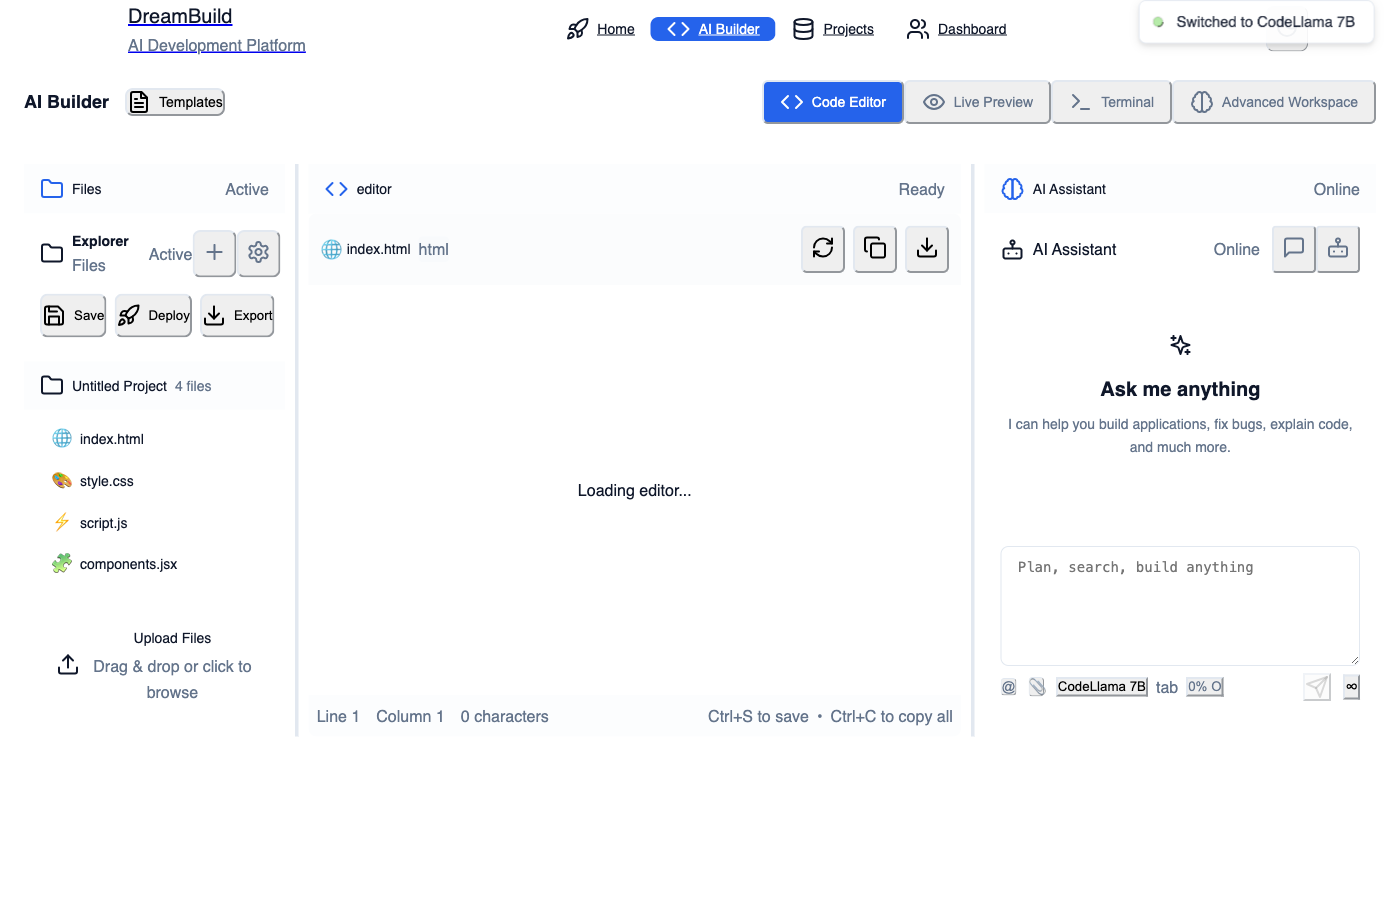 DreamBuild
AI Development Platform
Home
AI Builder
Projects
Dashboard
Switched to CodeLlama 7B
AI Builder
Templates
Code Editor
Live Preview
Terminal
Advanced Workspace
Files
Active
editor
Ready
AI Assistant
Online
Explorer
Files
Active
index.html html
AI Assistant
Online
Save
Deploy
Export
Untitled Project 4 files
index.html
style.css
script.js
components.jsx
Upload Files
Drag & drop or click to
browse
Loading editor...
Line 1 Column 1 0 characters
Ctrl+S to save • Ctrl+C to copy all
Ask me anything
I can help you build applications, fix bugs, explain code,
and much more.
Plan, search, build anything
@ CodeLlama 7B tab 0% O ∞